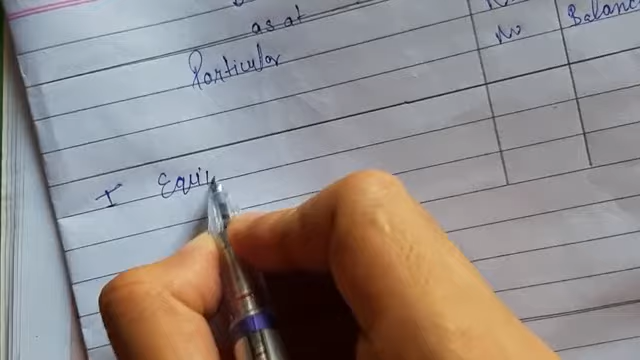 as at
Particular
No
Balance
I Equi